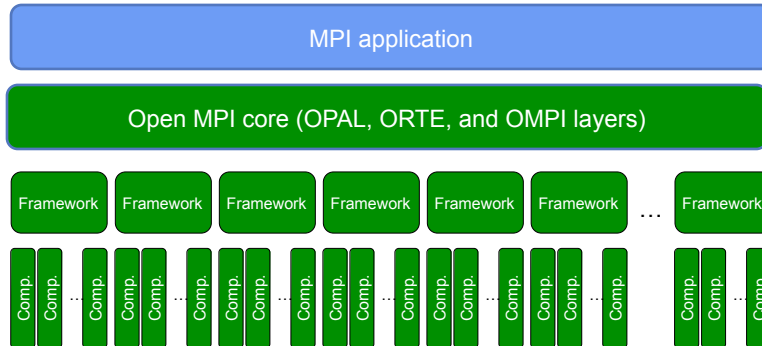 MPI application
Open MPI core (OPAL, ORTE, and OMPI layers)
Framework Framework Framework Framework Framework Framework ... Framework
Comp. Comp. ... Comp. Comp. Comp. ... Comp. Comp. Comp. ... Comp. Comp. Comp. ... Comp. Comp. Comp. ... Comp. Comp. Comp. ... Comp. Comp. Comp. ... Comp.